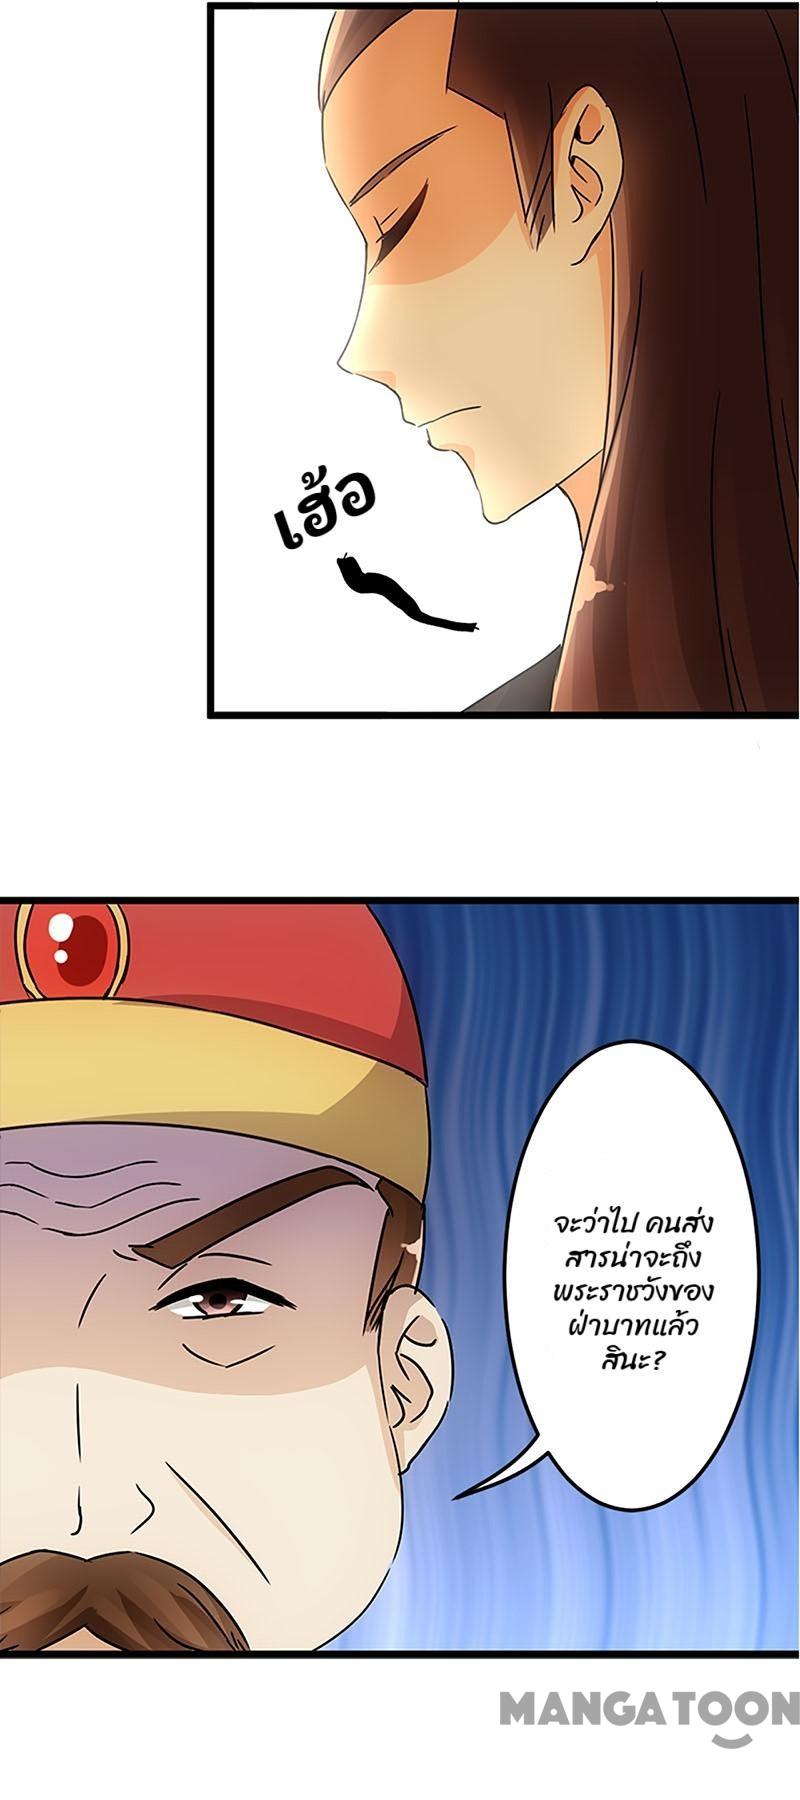 เฮ้อ
จะว่าไป คนส่ง
สารน่าจะถึง
พระราชวังของ
ฝ่าบาทแล้ว
สินะ?
MANGATOON